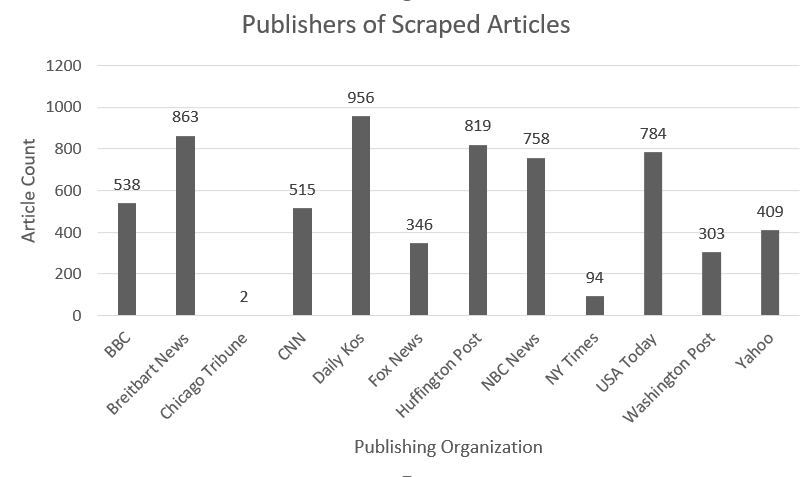 Publishers of Scraped Articles
1200
1000
800
600
400
200
0
Article Count
538
863
2
515
956
346
819
758
94
784
303
409
BBC
Breitbart News
Chicago Tribune
CNN
Daily Kos
Fox News
Huffington Post
NBC News
NY Times
USA Today
Washington Post
Yahoo
Publishing Organization